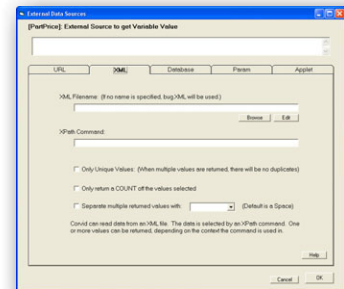 External Data Sources
[PartPrice]: External Source to get Variable Value
URL XML Database Param Applet
XML Filename: (If no name is specified, bug.XML will be used.)
Browse Edit
XPath Command:
Only Unique Values: (When multiple values are returned, there will be no duplicates)
Only return a COUNT off the values selected
Separate multiple returned values with: (Default is a Space)
Corvid can read data from an XML file. The data is selected by an XPath command. One
or more values can be returned, depending on the context the command is used in.
Help
Cancel OK